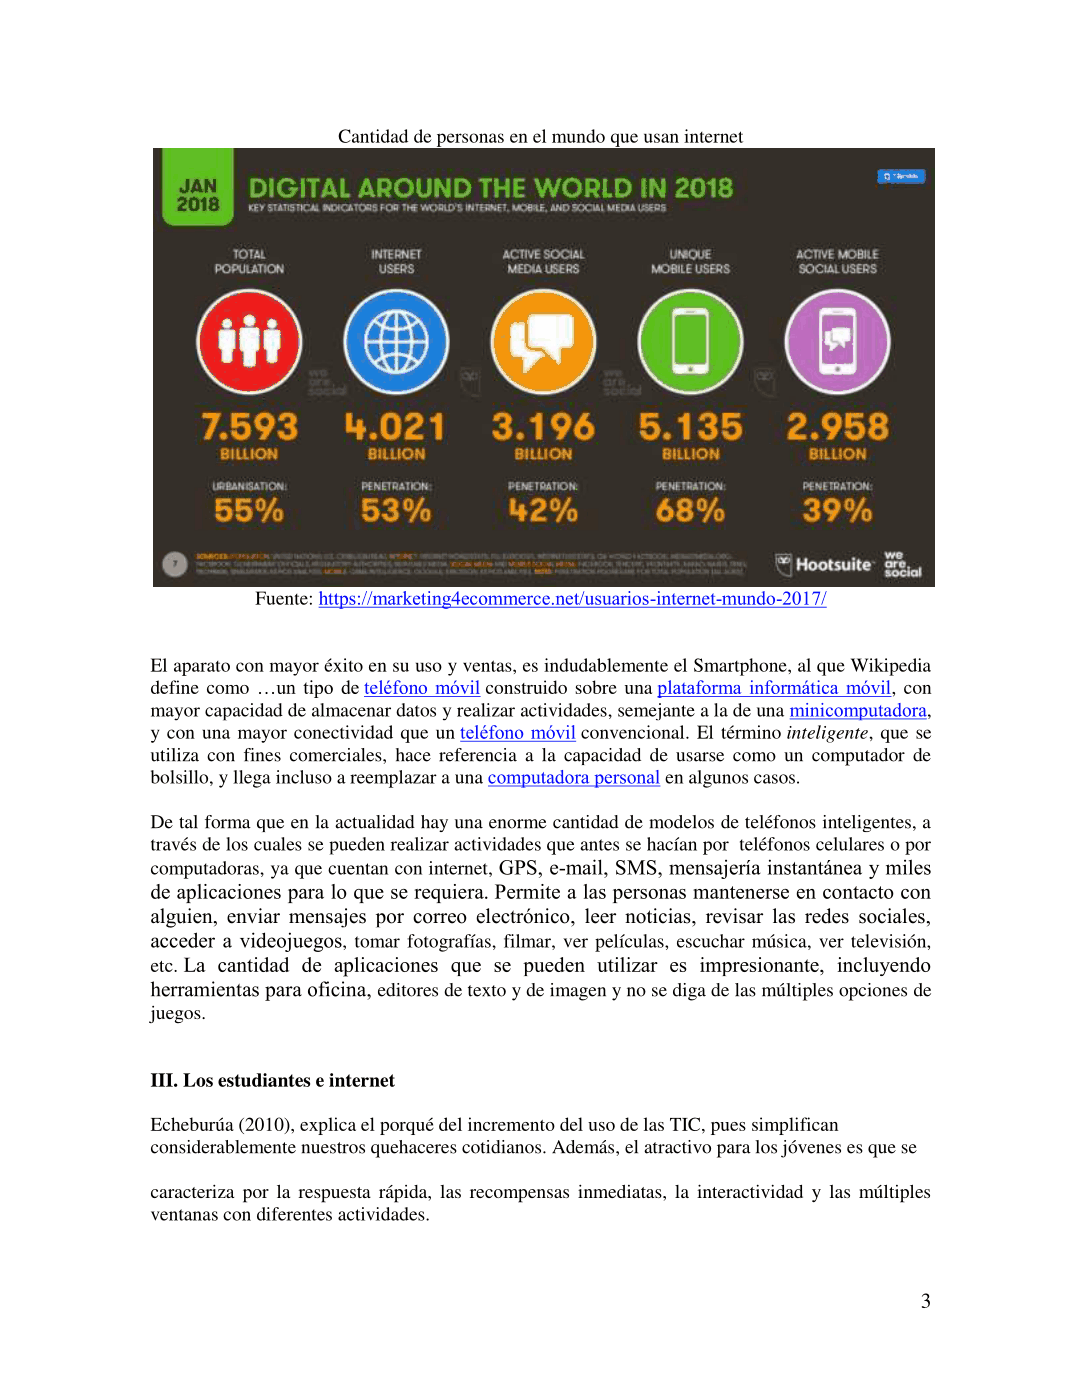 Cantidad de personas en el mundo que usan internet
JAN
2018
DIGITAL AROUND THE WORLD IN 2018
KEY STATISTICAL INDICATORS FOR THE WORLD'S INTERNET, MOBILE, AND SOCIAL MEDIA USERS
TOTAL
POPULATION
INTERNET
USERS
ACTIVE SOCIAL
MEDIA USERS
UNIQUE
MOBILE USERS
ACTIVE MOBILE
SOCIAL USERS
we
are
social
we
are
social
7.593
BILLION
4.021
BILLION
3.196
BILLION
5.135
BILLION
2.958
BILLION
URBANISATION:
55%
PENETRATION:
53%
PENETRATION:
42%
PENETRATION:
68%
PENETRATION:
39%
7
Hootsuite
we
are
social
Fuente: https://marketing4ecommerce.net/usuarios-internet-mundo-2017/
El aparato con mayor éxito en su uso y ventas, es indudablemente el Smartphone, al que Wikipedia
define como …un tipo de teléfono móvil construido sobre una plataforma informática móvil, con
mayor capacidad de almacenar datos y realizar actividades, semejante a la de una minicomputadora,
y con una mayor conectividad que un teléfono móvil convencional. El término inteligente, que se
utiliza con fines comerciales, hace referencia a la capacidad de usarse como un computador de
bolsillo, y llega incluso a reemplazar a una computadora personal en algunos casos.
De tal forma que en la actualidad hay una enorme cantidad de modelos de teléfonos inteligentes, a
través de los cuales se pueden realizar actividades que antes se hacían por teléfonos celulares o por
computadoras, ya que cuentan con internet, GPS, e-mail, SMS, mensajería instantánea y miles
de aplicaciones para lo que se requiera. Permite a las personas mantenerse en contacto con
alguien, enviar mensajes por correo electrónico, leer noticias, revisar las redes sociales,
acceder a videojuegos, tomar fotografías, filmar, ver películas, escuchar música, ver televisión,
etc. La cantidad de aplicaciones que se pueden utilizar es impresionante, incluyendo
herramientas para oficina, editores de texto y de imagen y no se diga de las múltiples opciones de
juegos.
III. Los estudiantes e internet
Echeburúa (2010), explica el porqué del incremento del uso de las TIC, pues simplifican
considerablemente nuestros quehaceres cotidianos. Además, el atractivo para los jóvenes es que se
caracteriza por la respuesta rápida, las recompensas inmediatas, la interactividad y las múltiples
ventanas con diferentes actividades.
3